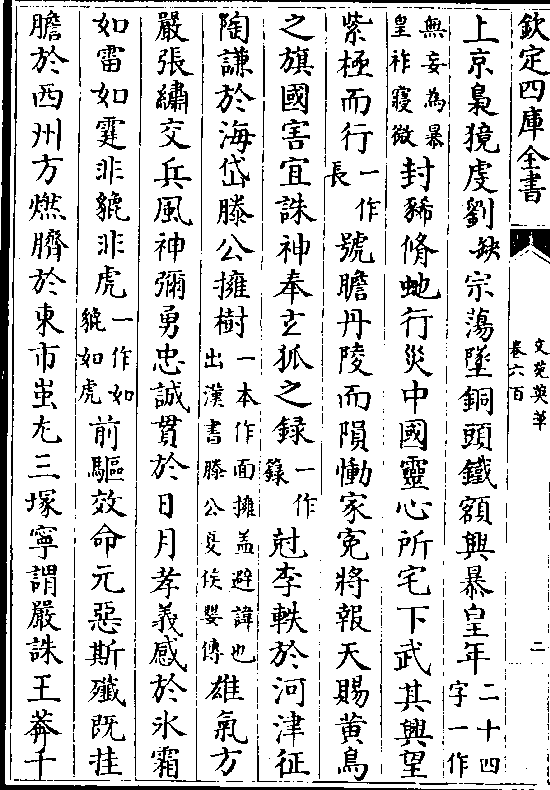 欽定四庫全書
文苑英華
卷六百
二
上京梟獍虔劉缺宗蕩墜銅頭鐵額興暴皇年二十四字一作
無妄為暴皇祚寢微封豨脩虵行災中國靈心所宅下武其興望
紫極而行一作長號瞻丹陵而隕慟家寃將報天賜黃鳥
之旗國害宜誅神奉玄狐之録一作籙尅李軼於河津征
陶謙於海岱滕公擁樹一本作面擁盖避諱也出漢書滕公夏侯嬰傳雄氣方
嚴張繡交兵風神彌勇忠誠貫於日月孝義感於氷霜
如雷如霆非貔非虎一作如貔如虎前驅效命元惡斯殲既挂
膽於西州方燃臍於東市蚩尤三塚寧謂嚴誅王莽千